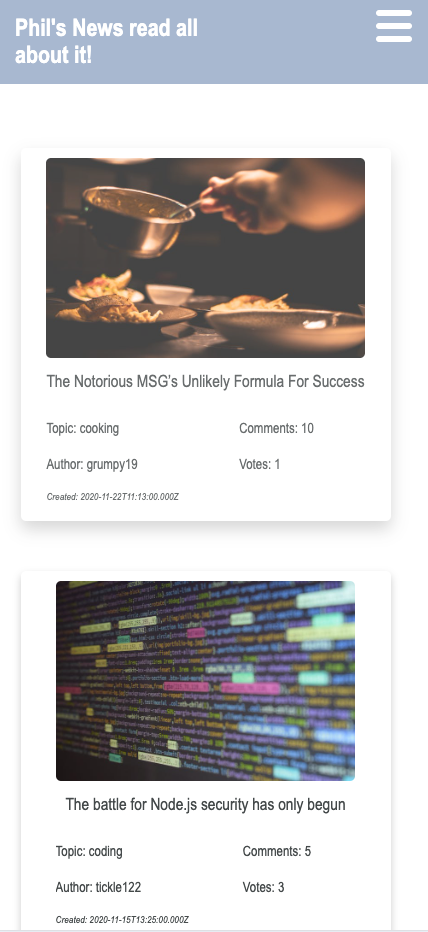 Phil's News read all
about it!
The Notorious MSG's Unlikely Formula For Success
Topic: cooking
Comments: 10
Author: grumpy19
Votes: 1
Created: 2020-11-22T11:13:00.000Z
The battle for Node.js security has only begun
Topic: coding
Comments: 5
Author: tickle122
Votes: 3
Created: 2020-11-15T13:25:00.000Z